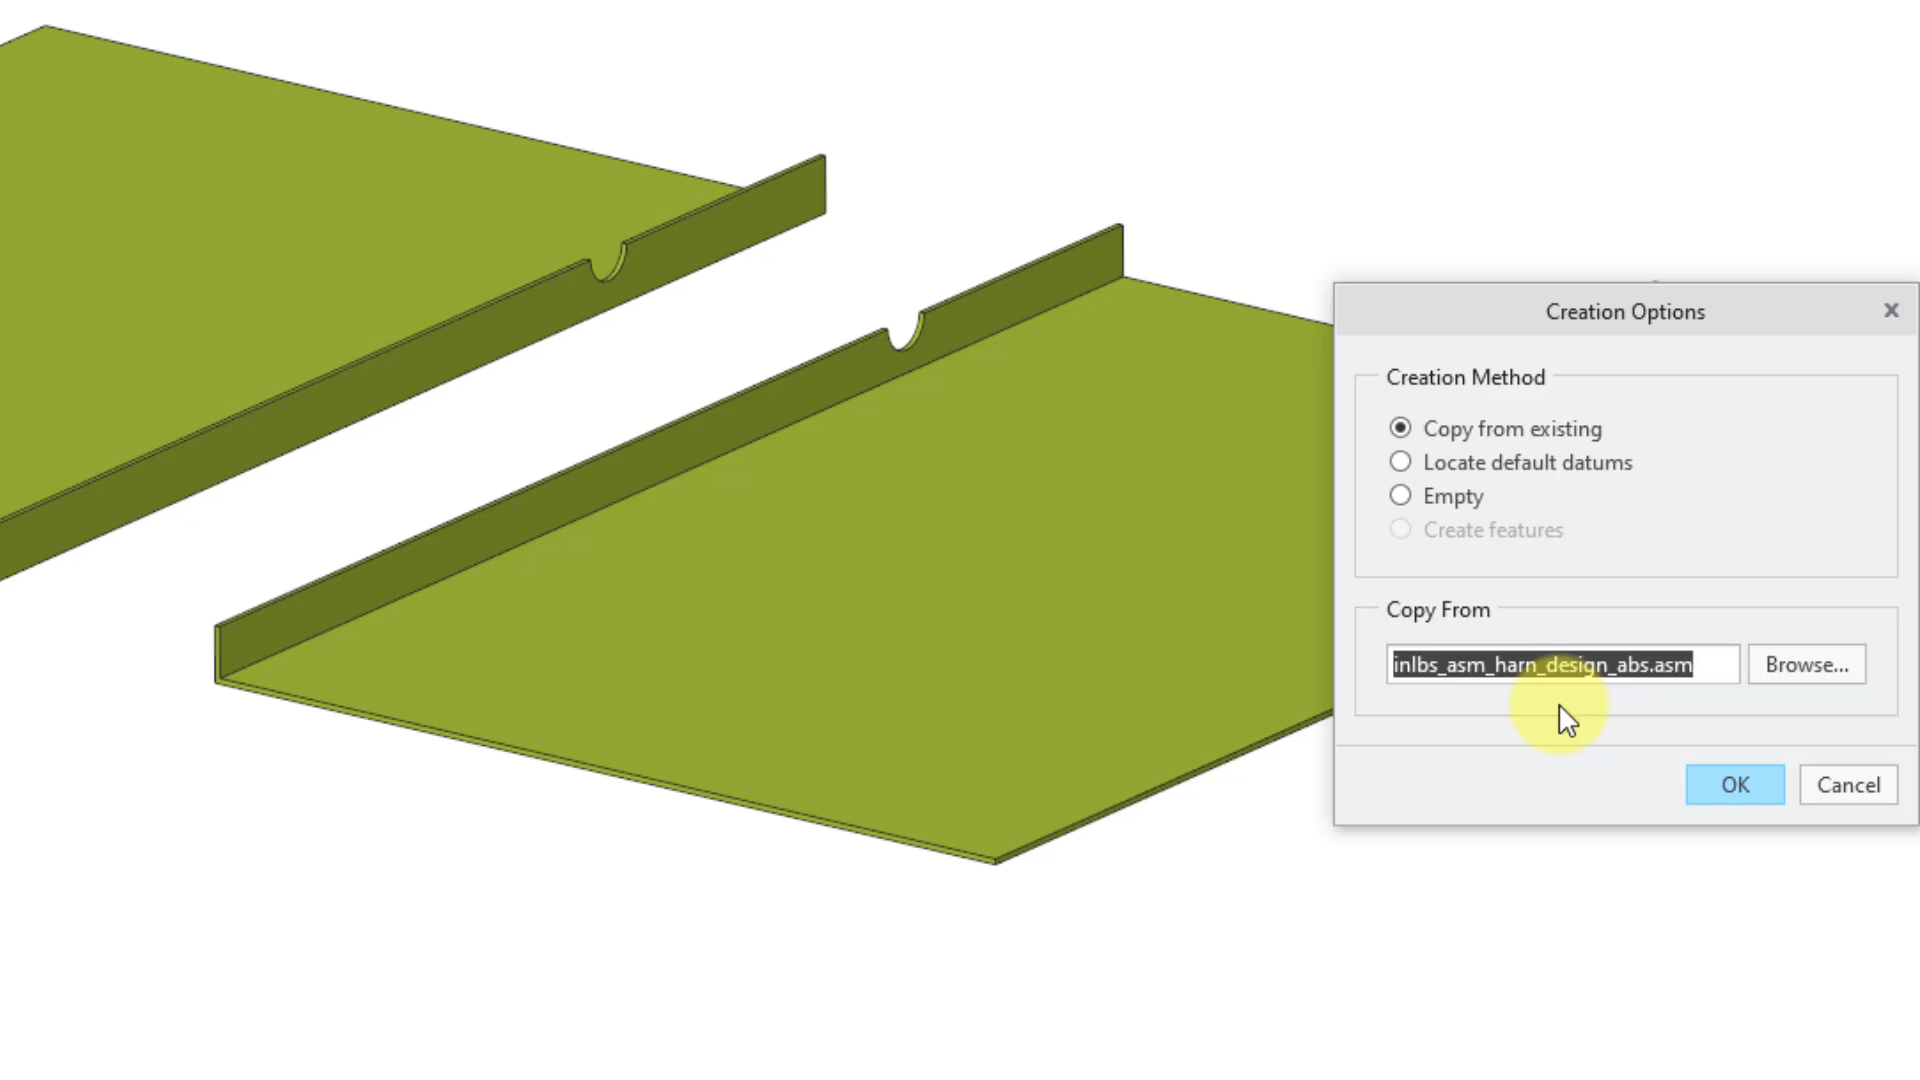 Creation Options
Creation Method
Copy from existing
Locate default datums
Empty
Create features
Copy From
inlbs_asm_harn_design_abs.asm
Browse...
OK
Cancel